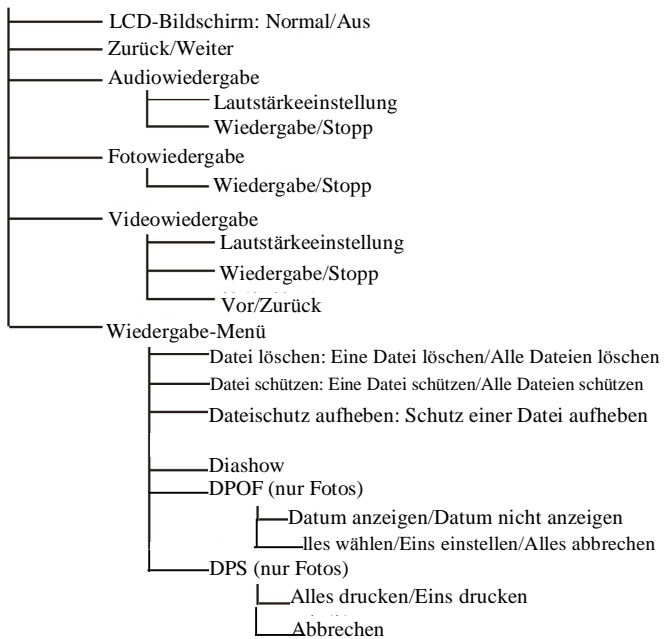 LCD-Bildschirm: Normal/Aus
Zurück/Weiter
Audiowiedergabe
Lautstärkeeinstellung
Wiedergabe/Stopp
Fotowiedergabe
Wiedergabe/Stopp
Videowiedergabe
Lautstärkeeinstellung
Wiedergabe/Stopp
Vor/Zurück
Wiedergabe-Menü
Datei löschen: Eine Datei löschen/Alle Dateien löschen
Datei schützen: Eine Datei schützen/Alle Dateien schützen
Dateischutz aufheben: Schutz einer Datei aufheben
Diashow
DPOF (nur Fotos)
Datum anzeigen/Datum nicht anzeigen
lles wählen/Eins einstellen/Alles abbrechen
DPS (nur Fotos)
Alles drucken/Eins drucken
Abbrechen